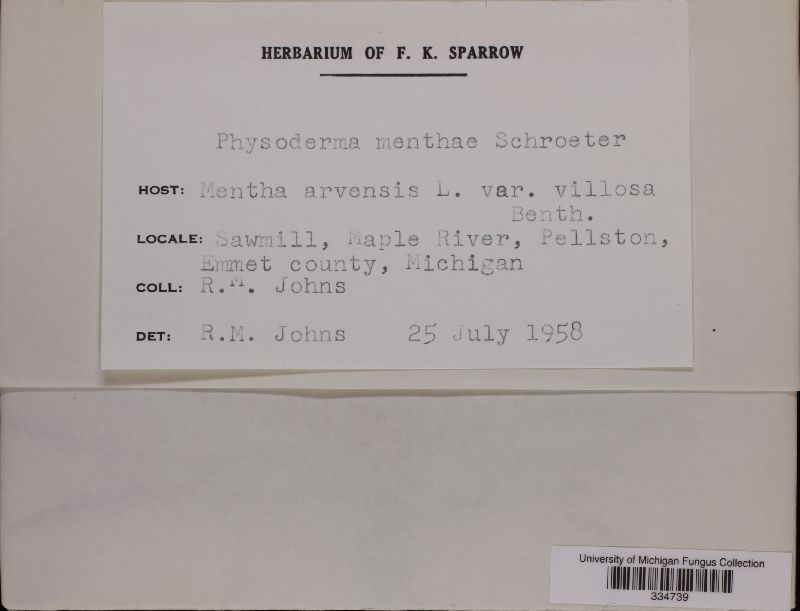 HERBARIUM OF F. K. SPARROW
Physoderma menthae Schroeter
HOST: Mentha arvensis L. var. villosa
Benth.
LOCALE: Sawmill, Maple River, Pellston,
Emmet county, Michigan
COLL: R.M. Johns
DET: R.M. Johns 25 July 1958
University of Michigan Fungus Collection
334739